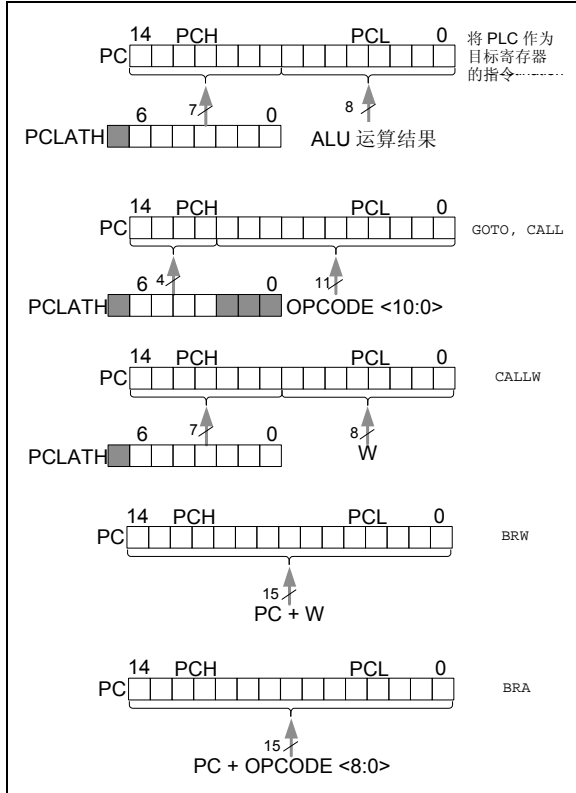 14 PCH PCL 0
PC
将 PLC 作为
目标寄存器
的指令
7 8
6 0
PCLATH
ALU 运算结果
14 PCH PCL 0
PC
GOTO, CALL
4 11
6 0
PCLATH
OPCODE <10:0>
14 PCH PCL 0
PC
CALLW
7 8
6 0
W
PCLATH
14 PCH PCL 0
PC
BRW
15
PC + W
14 PCH PCL 0
PC
BRA
15
PC + OPCODE <8:0>